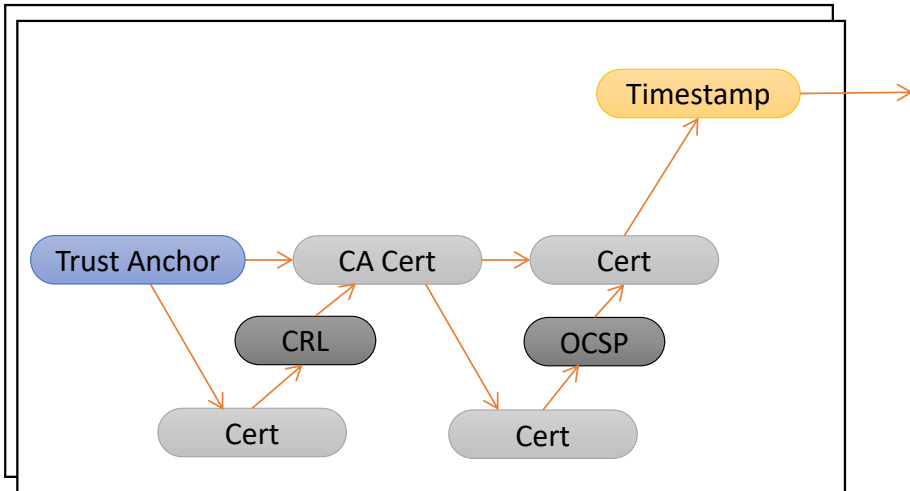 Timestamp
Trust Anchor
CA Cert
Cert
CRL
OCSP
Cert
Cert